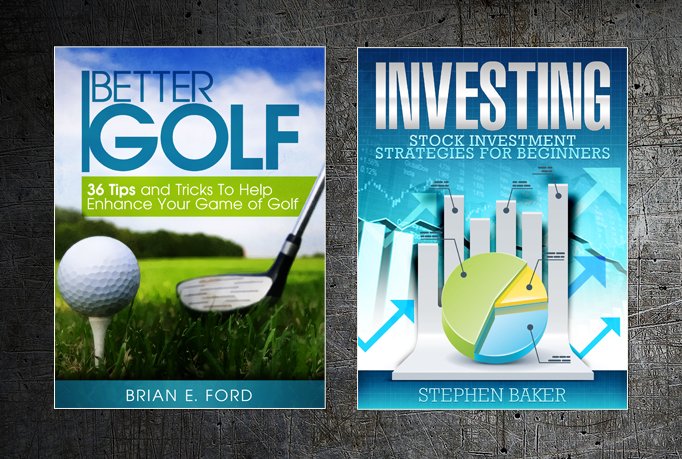 BETTER
GOLF
36 Tips and Tricks To Help
Enhance Your Game of Golf
BRIAN E. FORD
INVESTING
STOCK INVESTMENT
STRATEGIES FOR BEGINNERS
STEPHEN BAKER